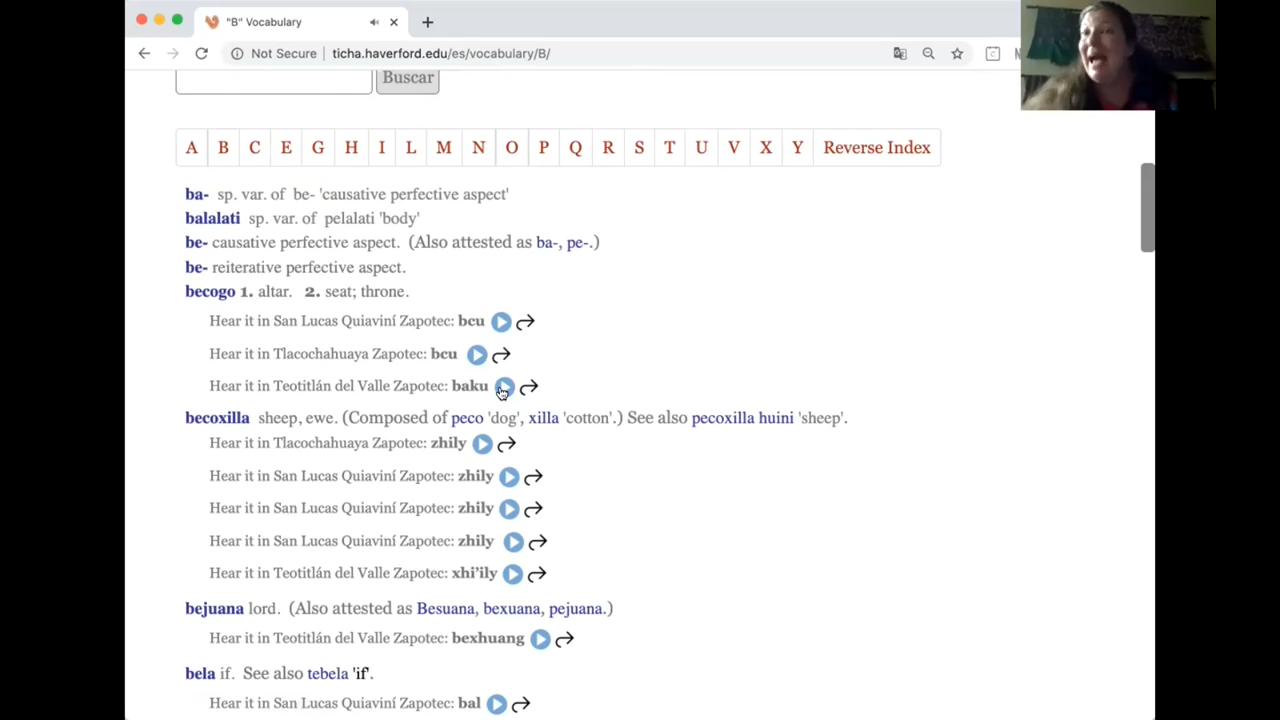 "B" Vocabulary
Not Secure | ticha.haverford.edu/es/vocabulary/B/
Buscar
A B C E G H I L M N O P Q R S T U V X Y Reverse Index
ba- sp. var. of be- 'causative perfective aspect'
balalati sp. var. of pelalati 'body'
be- causative perfective aspect. (Also attested as ba-, pe-.)
be- reiterative perfective aspect.
becogo 1. altar. 2. seat; throne.
Hear it in San Lucas Quiaviní Zapotec: bcu
Hear it in Tlacochahuaya Zapotec: bcu
Hear it in Teotitlán del Valle Zapotec: baku
becoxilla sheep, ewe. (Composed of peco 'dog', xilla 'cotton'.) See also pecoxilla huini 'sheep'.
Hear it in Tlacochahuaya Zapotec: zhily
Hear it in San Lucas Quiaviní Zapotec: zhily
Hear it in San Lucas Quiaviní Zapotec: zhily
Hear it in San Lucas Quiaviní Zapotec: zhily
Hear it in Teotitlán del Valle Zapotec: xhi'ily
bejuana lord. (Also attested as Besuana, bexuana, pejuana.)
Hear it in Teotitlán del Valle Zapotec: bexhuang
bela if. See also tebela 'if'.
Hear it in San Lucas Quiaviní Zapotec: bal